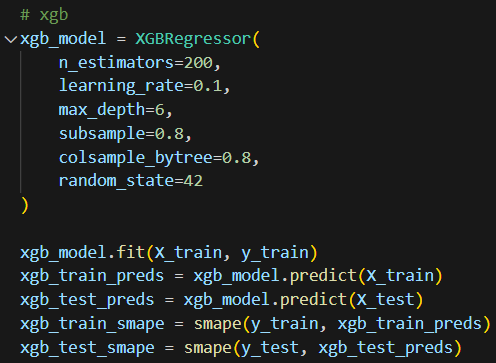 # xgb
xgb_model = XGBRegressor(
    n_estimators=200,
    learning_rate=0.1,
    max_depth=6,
    subsample=0.8,
    colsample_bytree=0.8,
    random_state=42
)

xgb_model.fit(X_train, y_train)
xgb_train_preds = xgb_model.predict(X_train)
xgb_test_preds = xgb_model.predict(X_test)
xgb_train_smape = smape(y_train, xgb_train_preds)
xgb_test_smape = smape(y_test, xgb_test_preds)